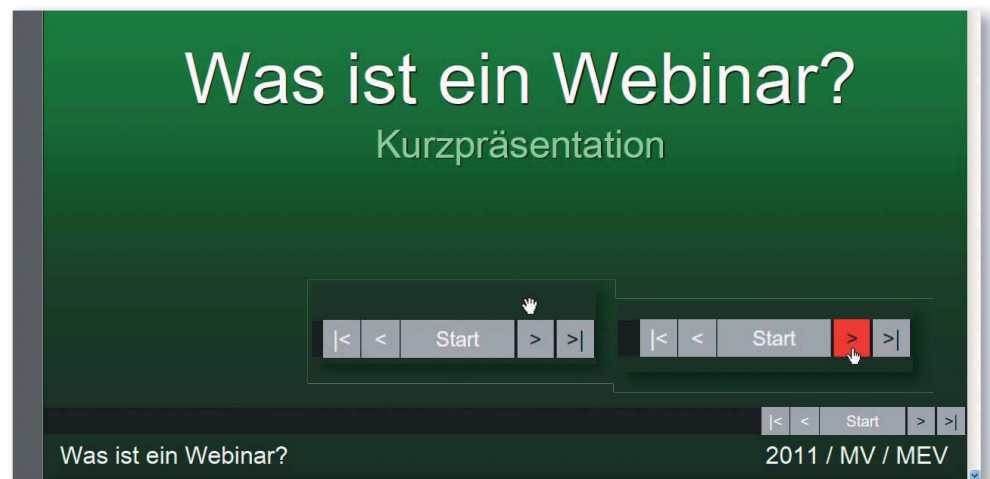 Was ist ein Webinar?
Kurzpräsentation
|< < Start > >|
|< < Start > >|
|< < Start > >|
Was ist ein Webinar?
2011 / MV / MEV